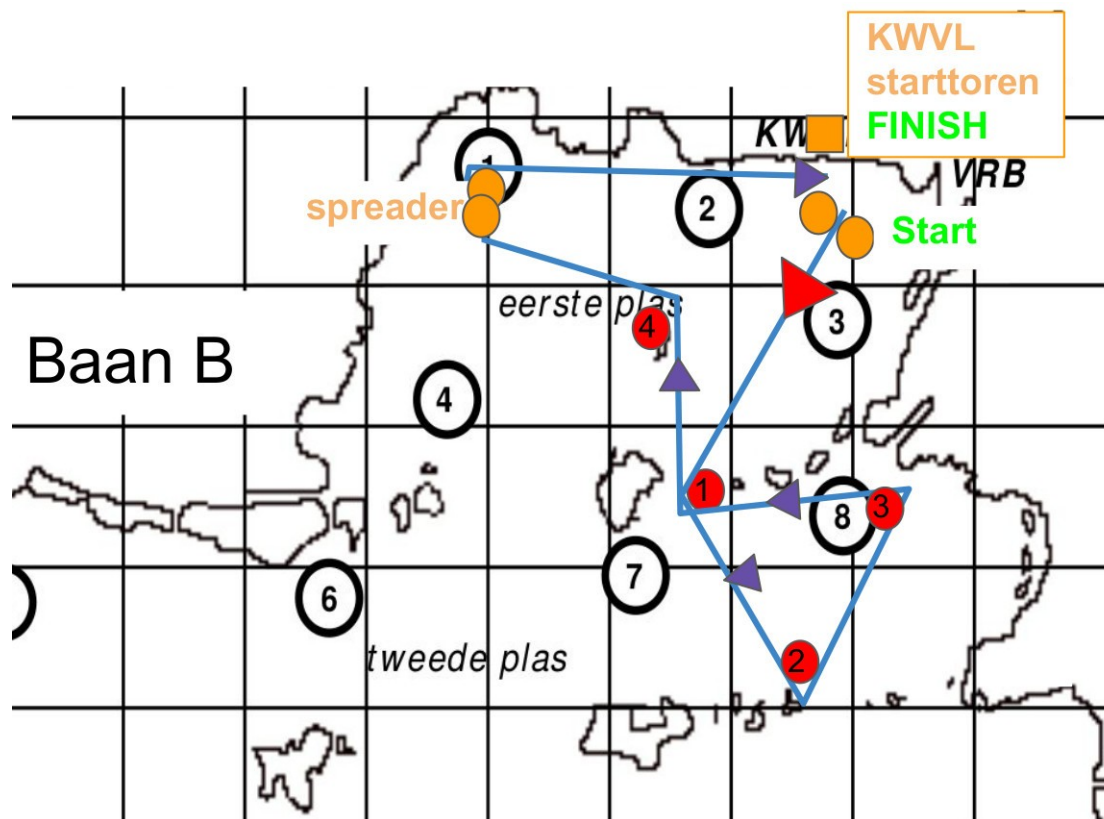 KWVL
starttoren
FINISH
KW
VRB
1
2
spreader
Start
eerste plas
3
4
Baan B
4
1
3
8
7
6
2
tweede plas